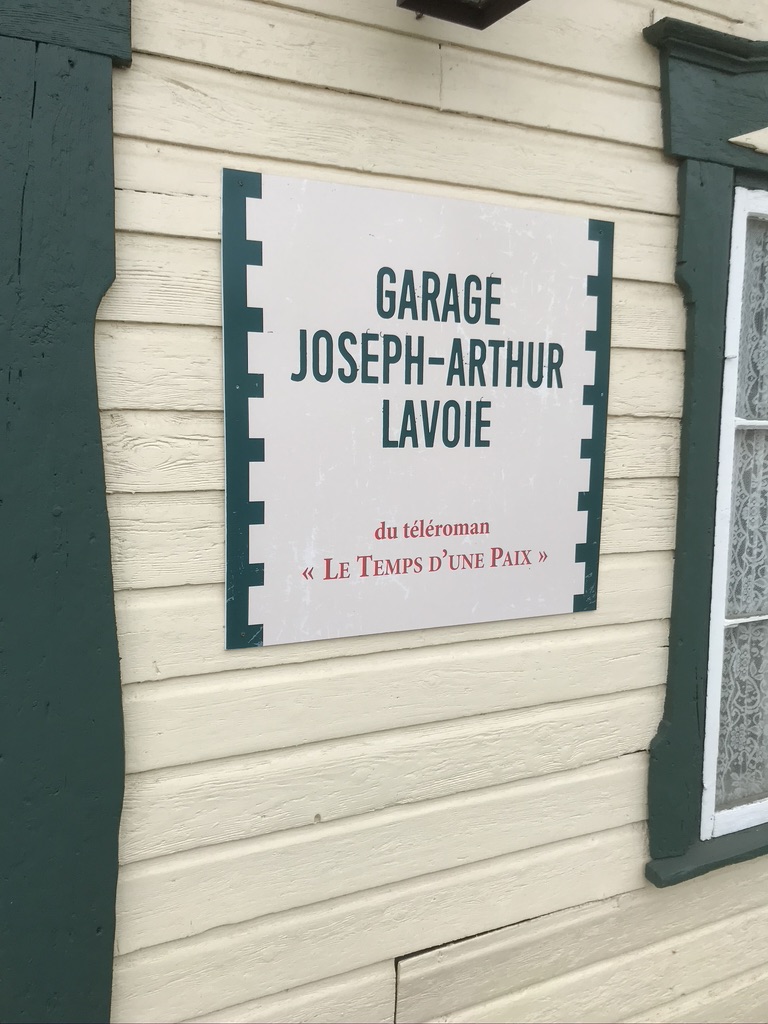 GARAGE
JOSEPH-ARTHUR
LAVOIE
du téléroman
« LE TEMPS D'UNE PAIX »